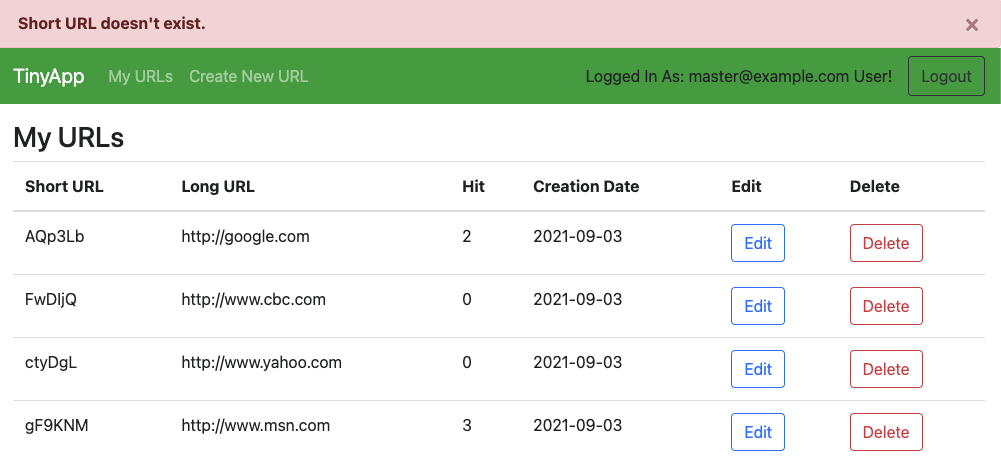 Short URL doesn't exist. ×
TinyApp My URLs Create New URL Logged In As: master@example.com User! Logout
My URLs
Short URL Long URL Hit Creation Date Edit Delete
AQp3Lb http://google.com 2 2021-09-03 Edit Delete
FwDljQ http://www.cbc.com 0 2021-09-03 Edit Delete
ctyDgL http://www.yahoo.com 0 2021-09-03 Edit Delete
gF9KNM http://www.msn.com 3 2021-09-03 Edit Delete